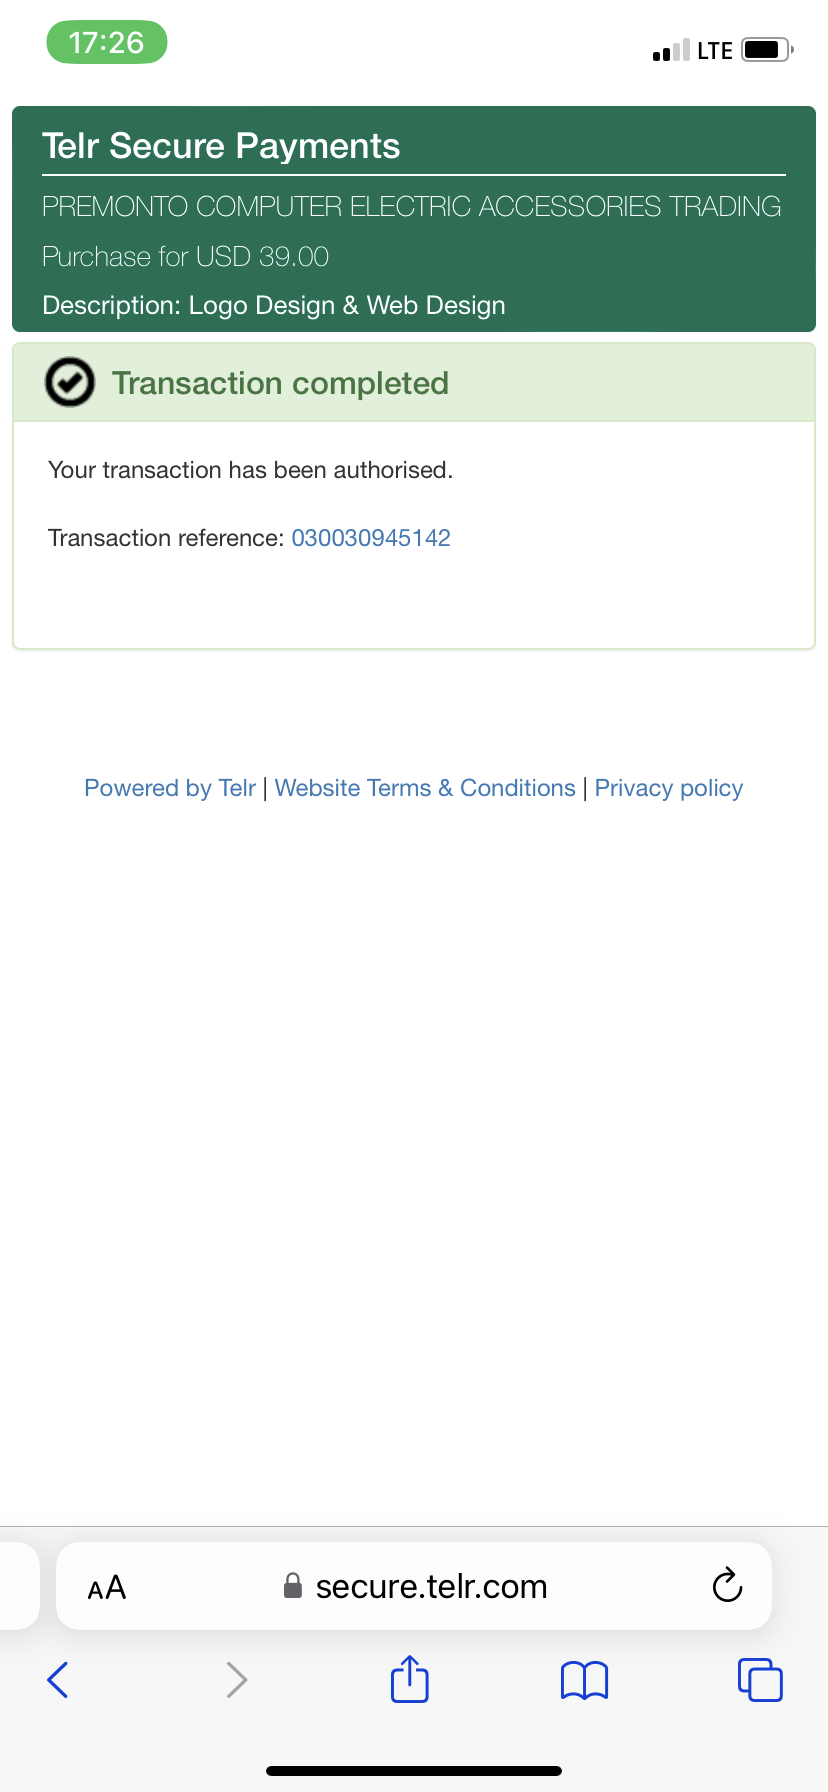 17:26
LTE
Telr Secure Payments
PREMONTO COMPUTER ELECTRIC ACCESSORIES TRADING
Purchase for USD 39.00
Description: Logo Design & Web Design
Transaction completed
Your transaction has been authorised.
Transaction reference: 030030945142
Powered by Telr | Website Terms & Conditions | Privacy policy
AA secure.telr.com